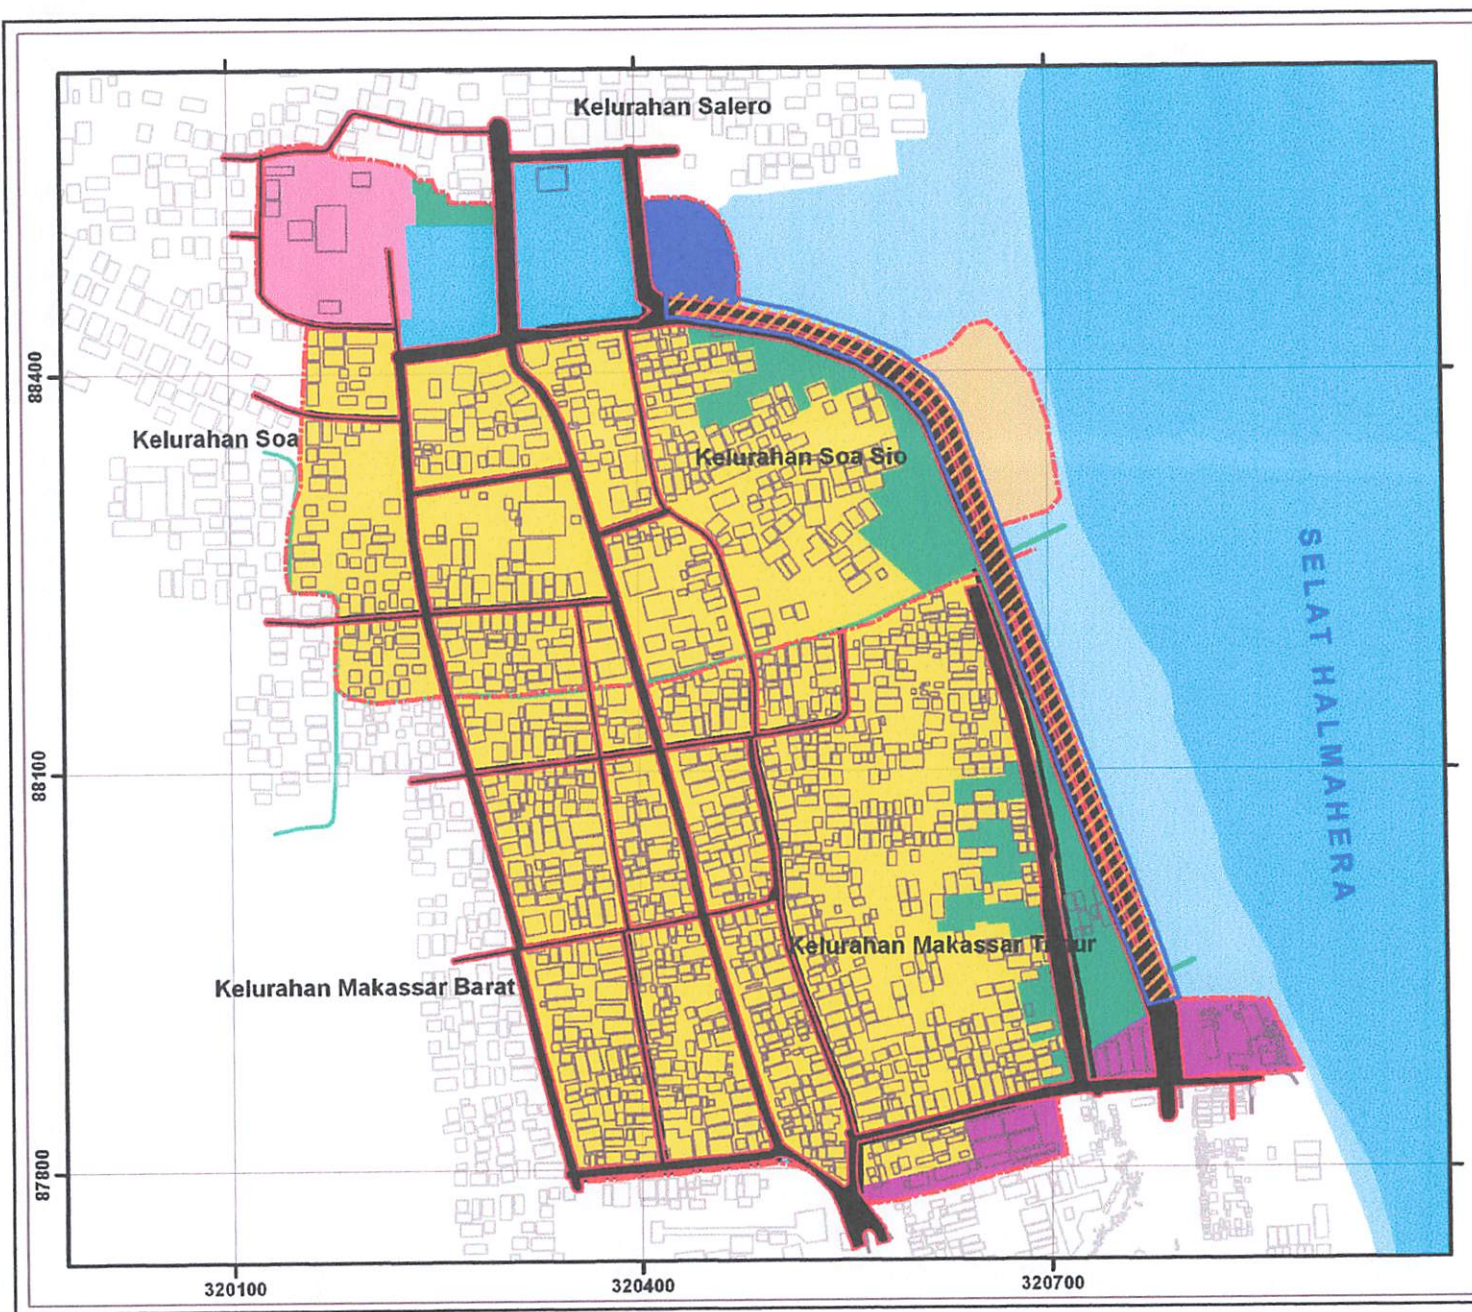 Kelurahan Salero
88400
Kelurahan Soa
Kelurahan Soa Sio
SELAT HALMAHERA
88100
Kelurahan Makassar Timur
Kelurahan Makassar Barat
87800
320100
320400
320700